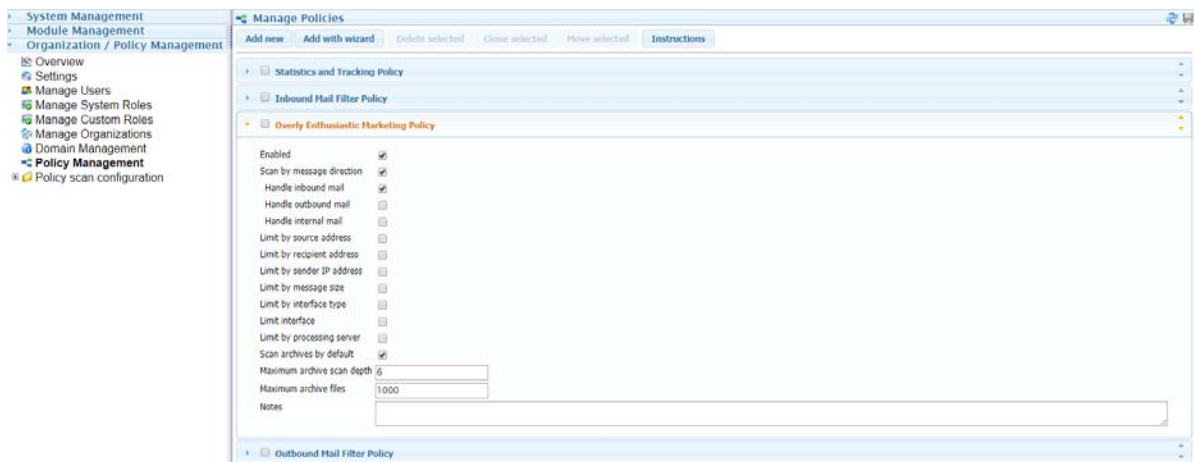 System Management
Module Management
Organization / Policy Management
Overview
Settings
Manage Users
Manage System Roles
Manage Custom Roles
Manage Organizations
Domain Management
Policy Management
Policy scan configuration
Manage Policies
Add new Add with wizard Delete selected Clone selected Move selected Instructions
Statistics and Tracking Policy
Inbound Mail Filter Policy
Overly Enthusiastic Marketing Policy
Enabled
Scan by message direction
Handle inbound mail
Handle outbound mail
Handle internal mail
Limit by source address
Limit by recipient address
Limit by sender IP address
Limit by message size
Limit by interface type
Limit interface
Limit by processing server
Scan archives by default
Maximum archive scan depth 6
Maximum archive files 1000
Notes
Outbound Mail Filter Policy